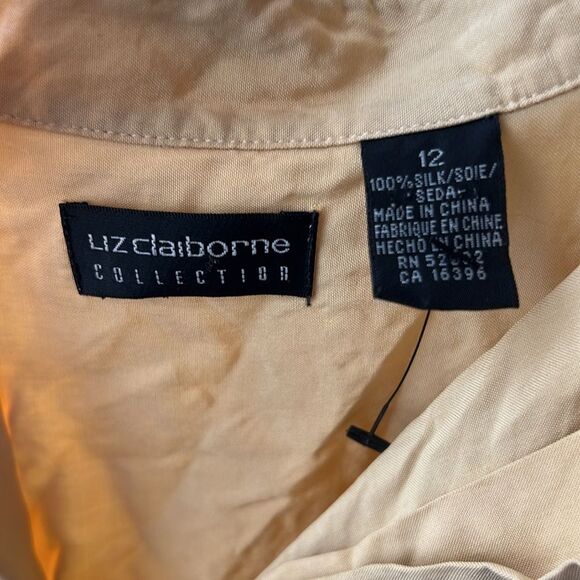 Liz claiborne
COLLECTION
12
100% SILK/SOIE/
SEDA
MADE IN CHINA
FABRIQUE EN CHINE
HECHO EN CHINA
RN
CA 16396